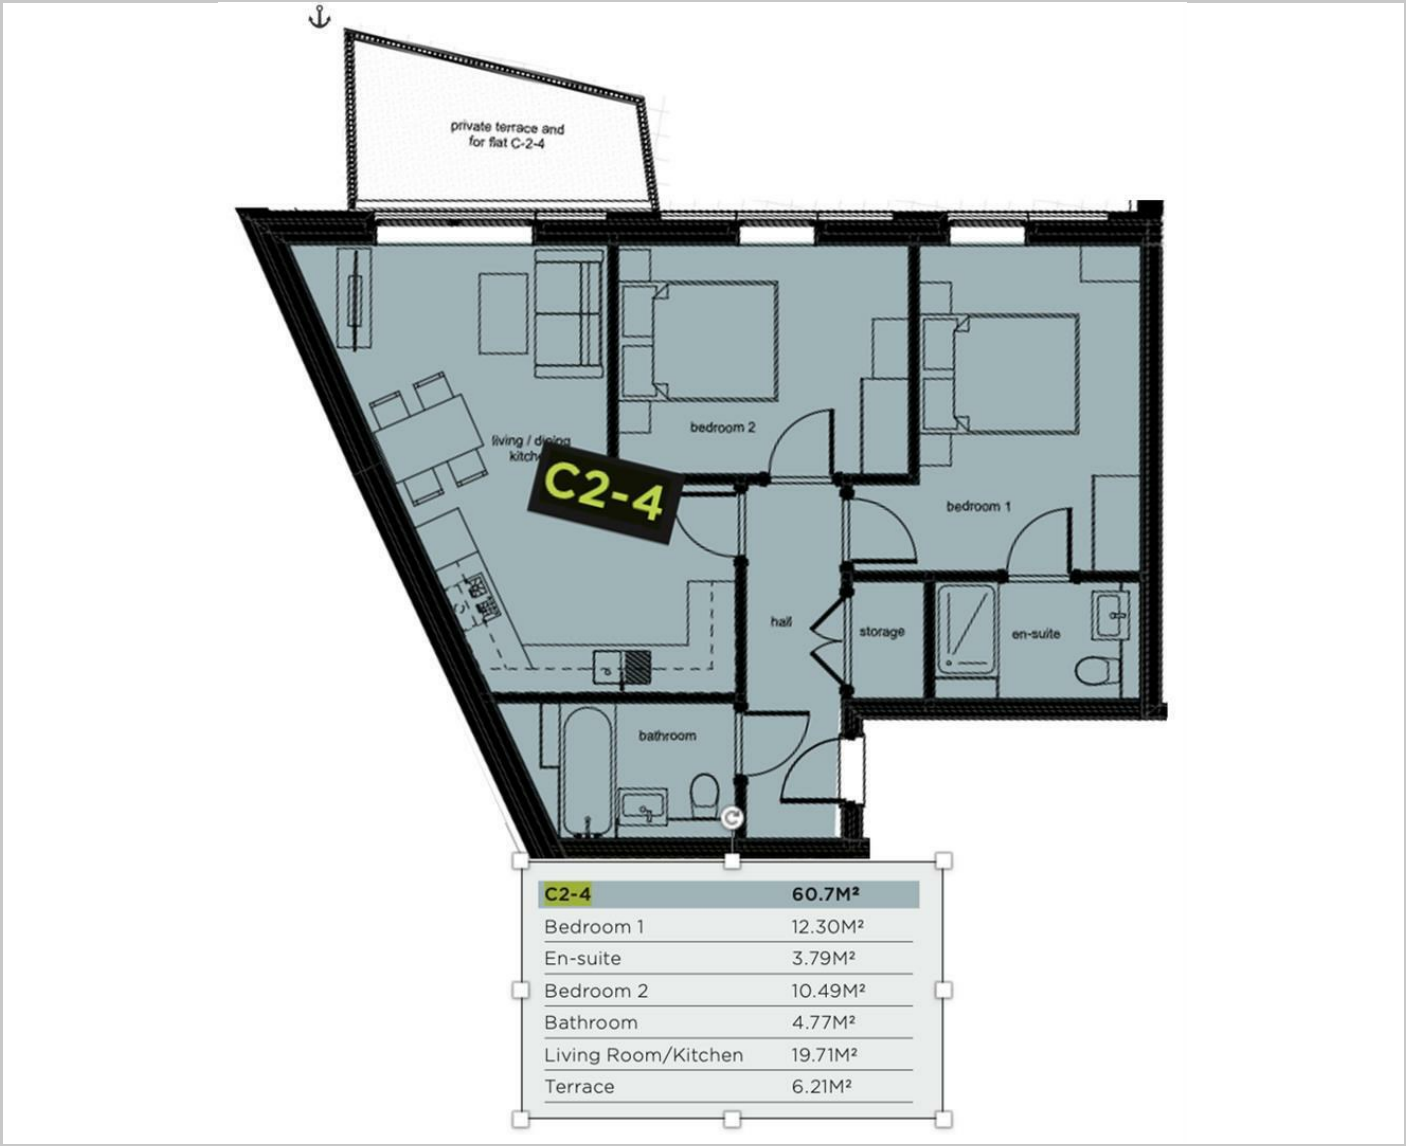 private terrace and
for flat C-2-4
bedroom 2
living / dining
C2-4
bedroom 1
hall
storage
en-suite
bathroom
C2-4 60.7M²
Bedroom 1 12.30M²
En-suite 3.79M²
Bedroom 2 10.49M²
Bathroom 4.77M²
Living Room/Kitchen 19.71M²
Terrace 6.21M²